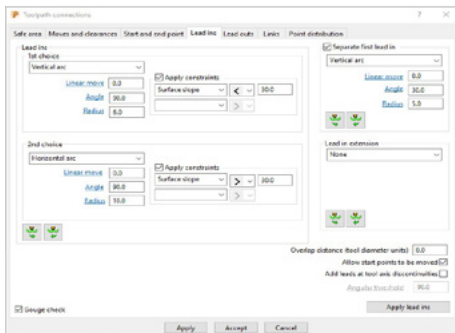 Toolpath connections
? ×
Safe area Moves and clearances Start and end point Lead ins Lead outs Links Point distribution
Lead ins
1st choice
Vertical arc
Linear move 0.0
Angle 30.0
Radius
Apply constraints
Surface slope < 30.0
>
2nd choice
Horizontal arc
Linear move 0.0
Angle 90.0
Radius 10.0
Apply constraints
Surface slope > 30.0
>
Separate first lead in
Vertical arc
Linear move 0.0
Angle 30.0
Radius 5.0
Lead in extension
None
Overlap distance (tool diameter units) 0.0
Allow start points to be moved
Add leads at tool axis discontinuities
Angular threshold 90.0
Gouge check
Apply lead ins
Apply Accept Cancel